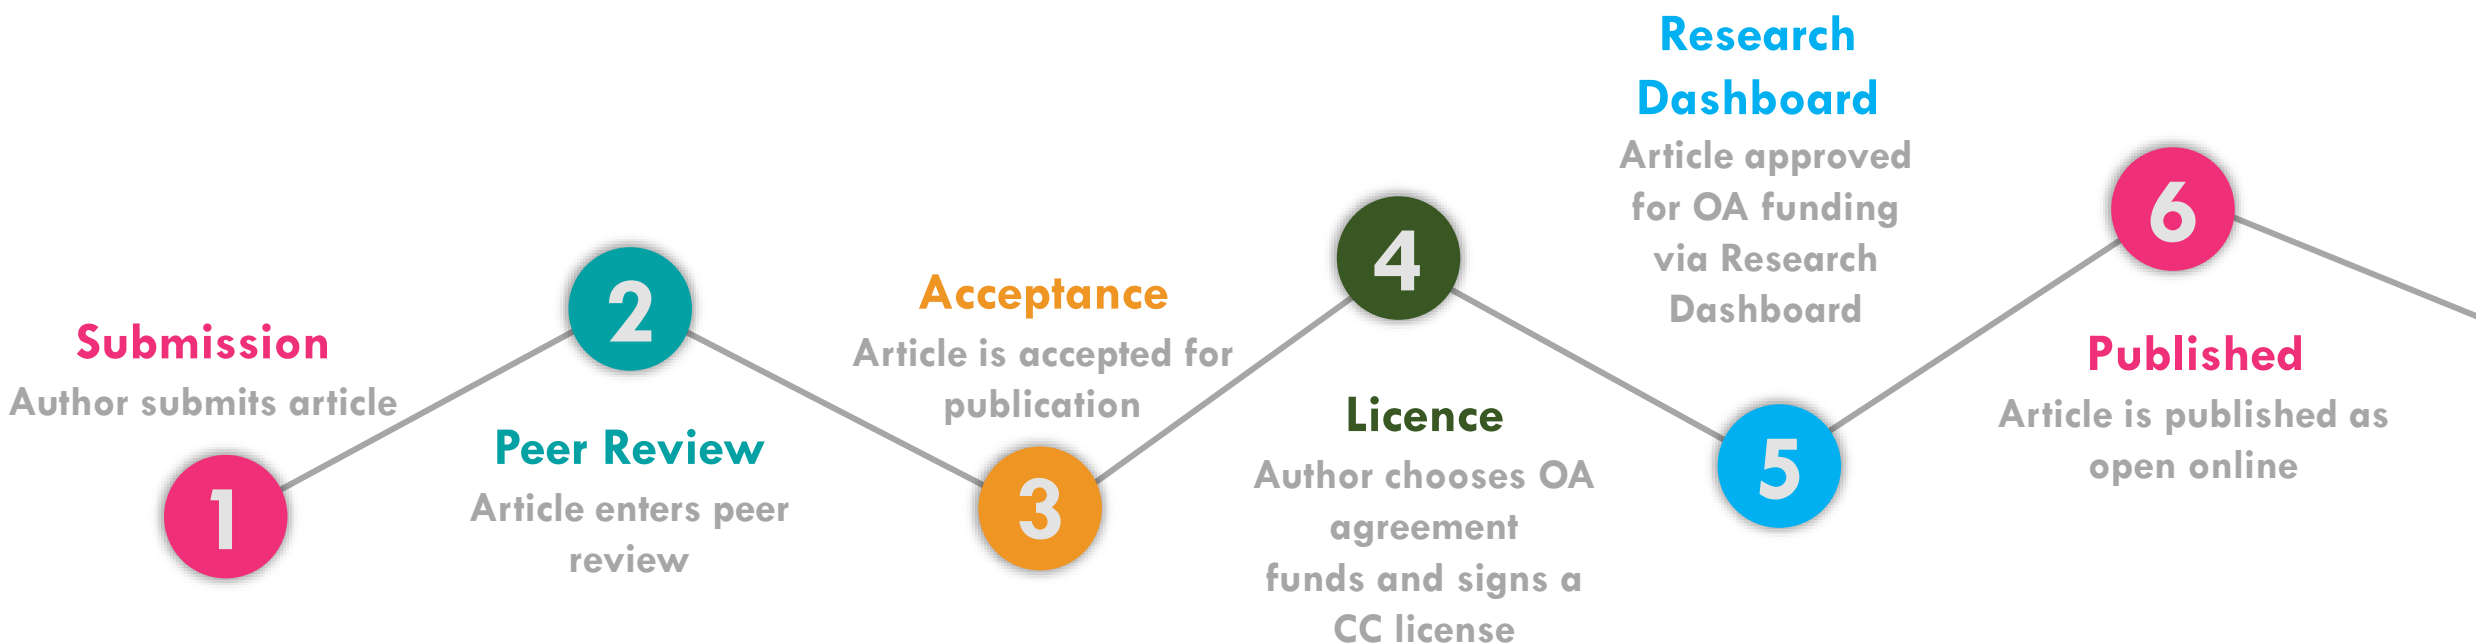 Submission
Author submits article
1
2
Peer Review
Article enters peer
review
Acceptance
Article is accepted for
publication
3
4
Licence
Author chooses OA
agreement
funds and signs a
CC license
Research
Dashboard
Article approved
for OA funding
via Research
Dashboard
5
6
Published
Article is published as
open online